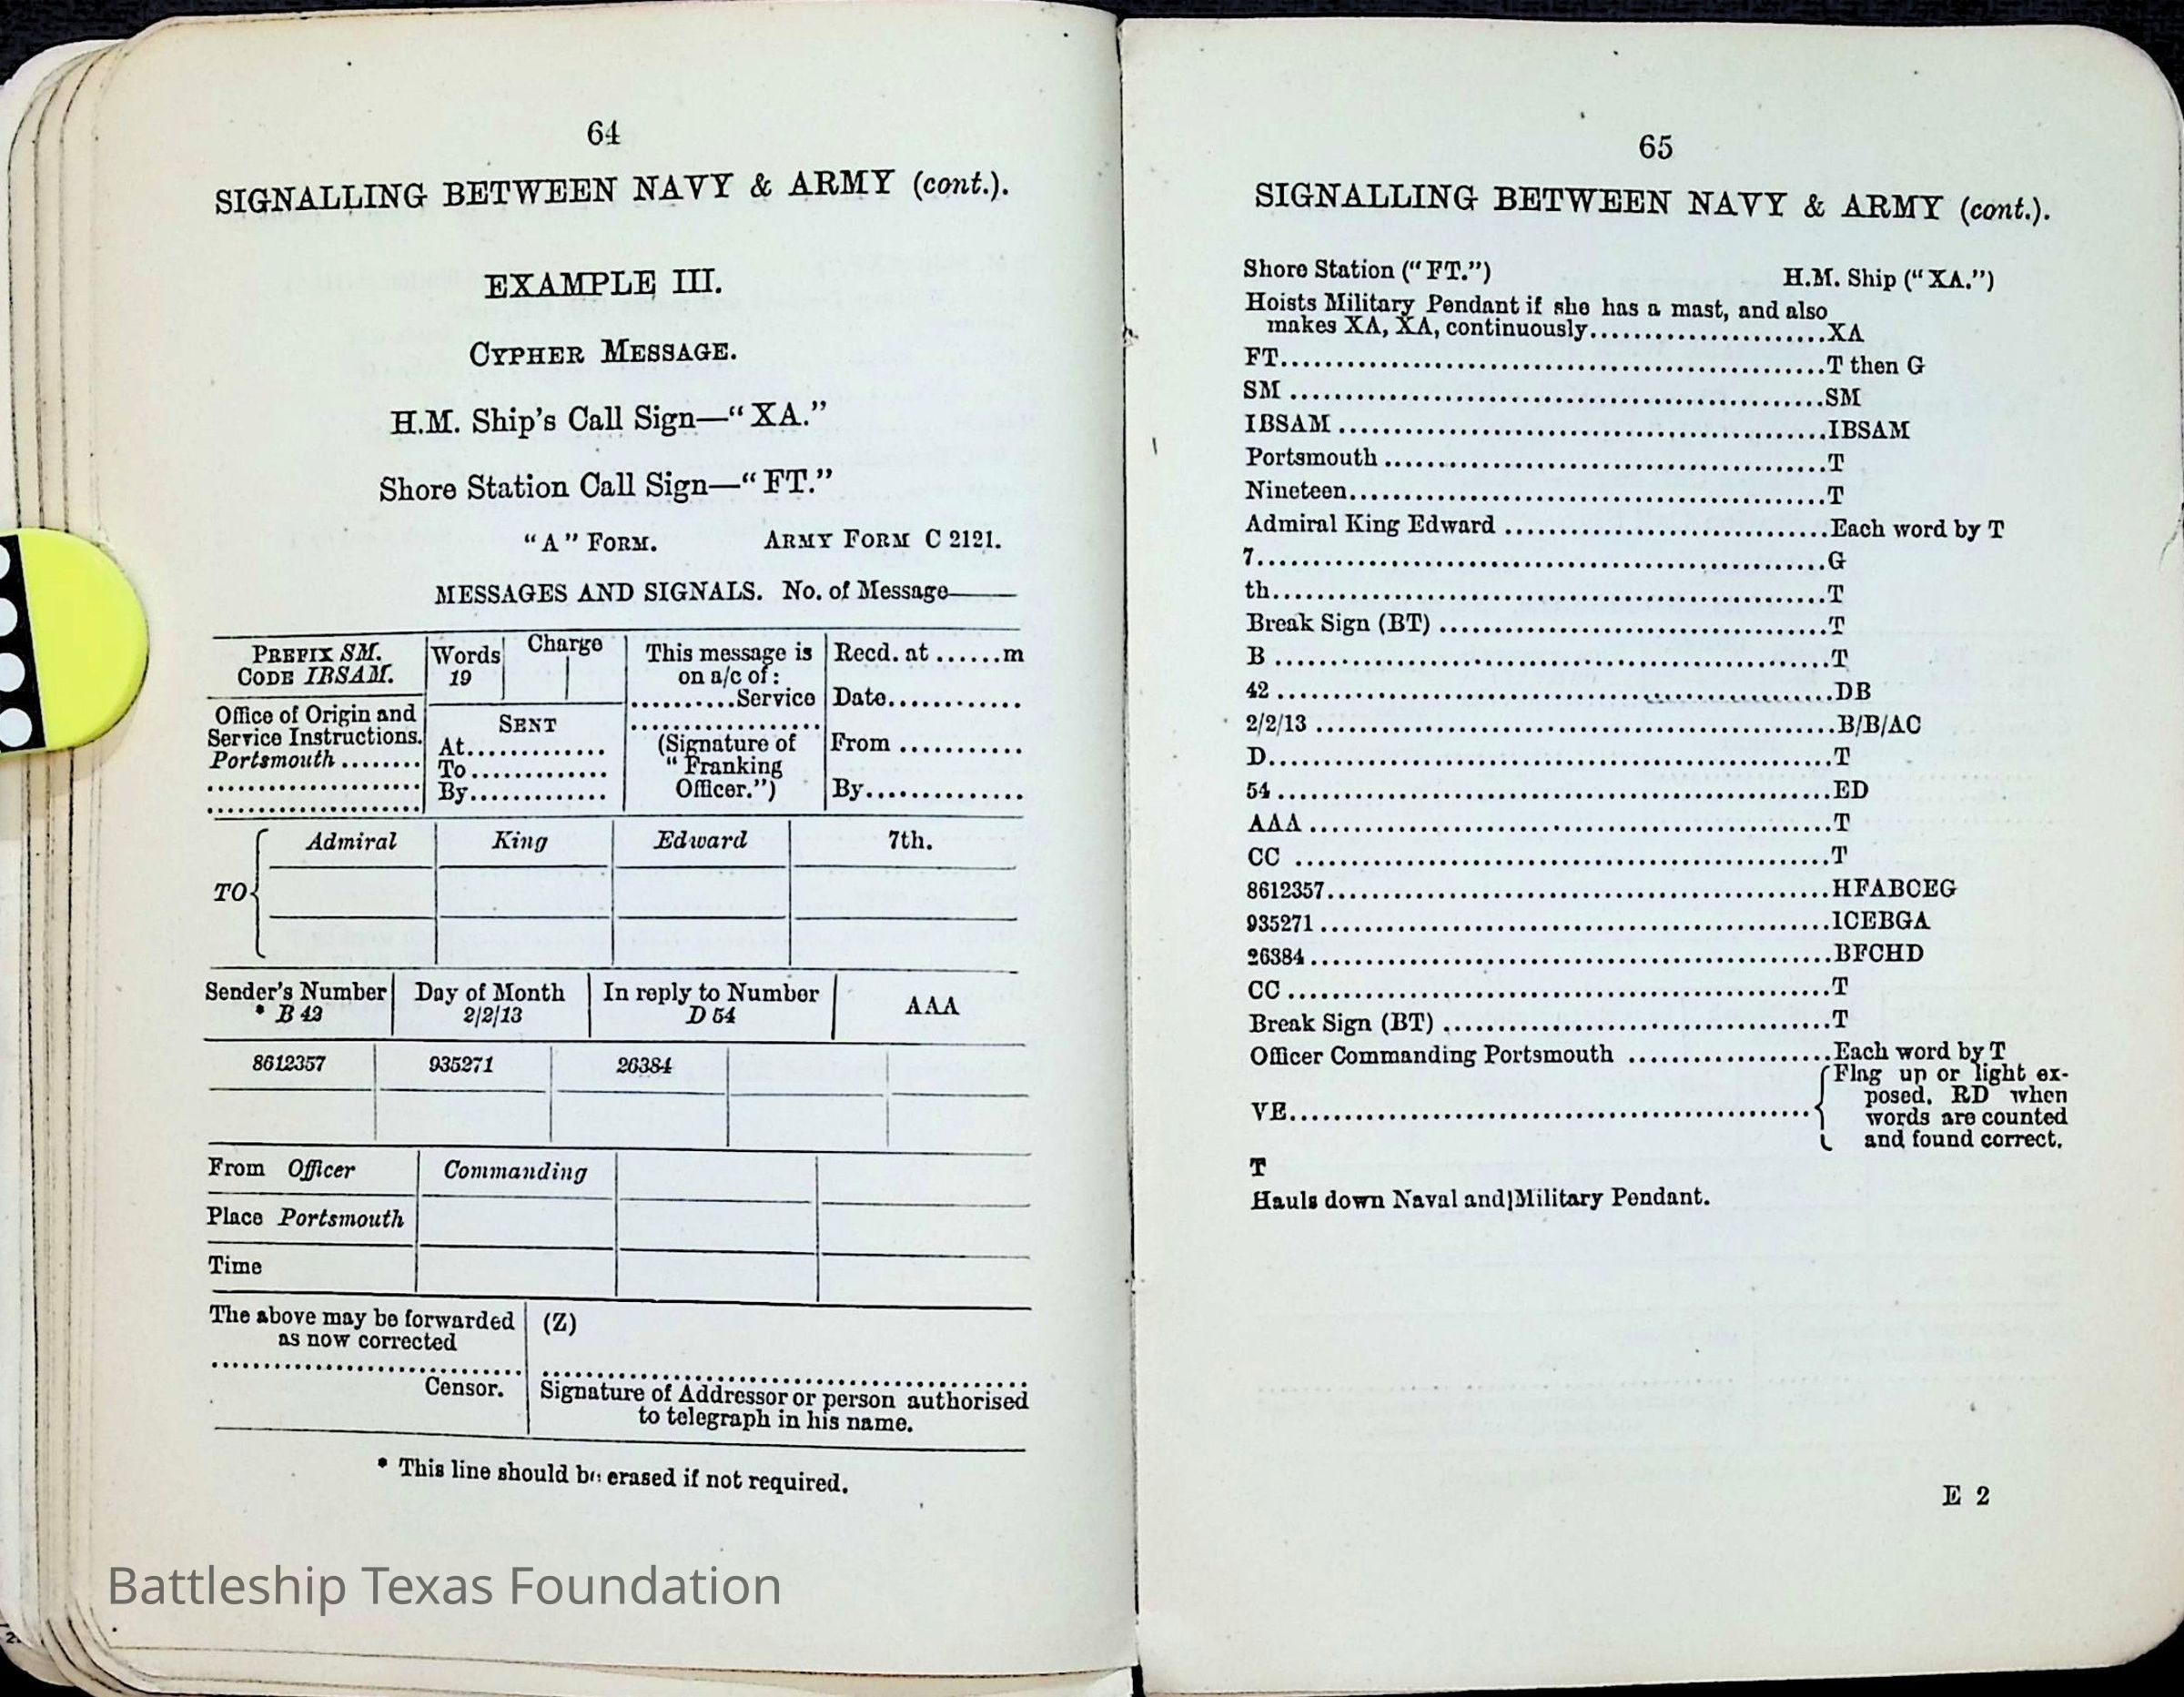 64
SIGNALLING BETWEEN NAVY & ARMY (cont.).
EXAMPLE III.
CYPHER MESSAGE.
H.M. Ship's Call Sign—“XA.”
Shore Station Call Sign—“FT.”
“A” FORM. ARMY FORM C 2121.
MESSAGES AND SIGNALS. No. of Message———
PREFIX SM.
CODE IBSAM.
Words
19
Charge
This message is
on a/c of:
..........Service
..................
(Signature of
“Franking
Officer.”)
Recd. at ......m
Date............
From ...........
By..............
Office of Origin and
Service Instructions.
Portsmouth ........
SENT
At.............
To.............
By.............
TO
Admiral King Edward 7th.
Sender's Number
* B 42
Day of Month
2/2/13
In reply to Number
D 54
AAA
8612357 935271 26384
From Officer Commanding
Place Portsmouth
Time
The above may be forwarded
as now corrected
Censor.
(Z)
Signature of Addressor or person authorised
to telegraph in his name.
* This line should be erased if not required.
Battleship Texas Foundation
65
SIGNALLING BETWEEN NAVY & ARMY (cont.).
Shore Station (“FT.”) H.M. Ship (“XA.”)
Hoists Military Pendant if she has a mast, and also
makes XA, XA, continuously.......................XA
FT.....................................................T then G
SM ....................................................SM
IBSAM ...............................................IBSAM
Portsmouth ...........................................T
Nineteen..............................................T
Admiral King Edward ...............................Each word by T
7.......................................................G
th......................................................T
Break Sign (BT) ......................................T
B ......................................................T
42 .....................................................DB
2/2/13 .................................................B/B/AC
D.......................................................T
54 .....................................................ED
AAA ..................................................T
CC ....................................................T
8612357................................................HFABCEG
935271 .................................................ICEBGA
26384 ..................................................BFCHD
CC .....................................................T
Break Sign (BT) ......................................T
Officer Commanding Portsmouth ...................Each word by T
VE..................................................Flag up or light ex-
posed. RD when
words are counted
and found correct.
T
Hauls down Naval and Military Pendant.
E 2